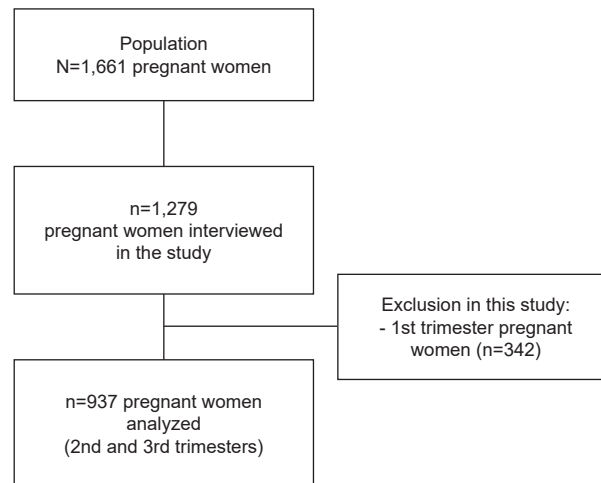 Population
N=1,661 pregnant women
n=1,279
pregnant women interviewed
in the study
Exclusion in this study:
- 1st trimester pregnant
women (n=342)
n=937 pregnant women
analyzed
(2nd and 3rd trimesters)